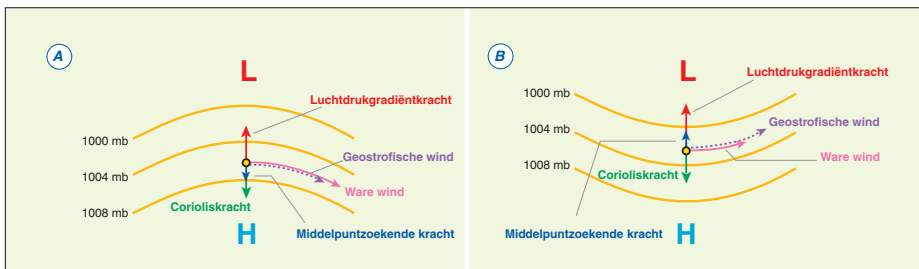 A
L
Luchtdrukgradiëntkracht
1000 mb
Geostrofische wind
1004 mb
Ware wind
Corioliskracht
1008 mb
H
Middelpuntzoekende kracht
B
L
Luchtdrukgradiëntkracht
1000 mb
Geostrofische wind
1004 mb
Ware wind
1008 mb
Corioliskracht
Middelpuntzoekende kracht
H